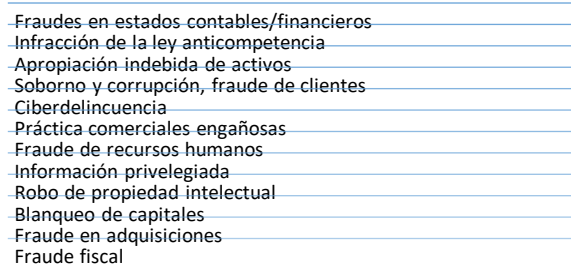 Fraudes en estados contables/financieros
Infracción de la ley anticompetencia
Apropiación indebida de activos
Soborno y corrupción, fraude de clientes
Ciberdelincuencia
Práctica comerciales engañosas
Fraude de recursos humanos
Información privelegiada
Robo de propiedad intelectual
Blanqueo de capitales
Fraude en adquisiciones
Fraude fiscal